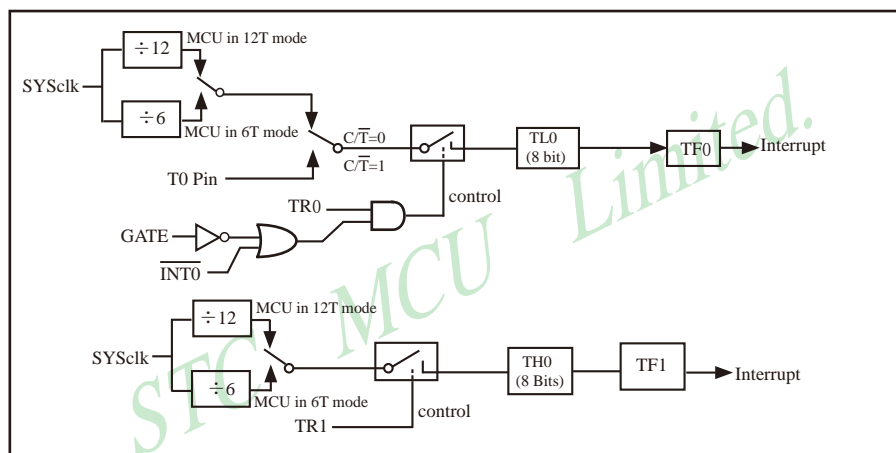 MCU in 12T mode
÷12
SYSclk
÷6
MCU in 6T mode
C/T̅=0
C/T̅=1
T0 Pin
TL0
(8 bit)
TF0
Interrupt
control
TR0
GATE
I̅N̅T̅0̅
MCU in 12T mode
÷12
SYSclk
÷6
MCU in 6T mode
TH0
(8 Bits)
TF1
Interrupt
control
TR1
STC MCU Limited.